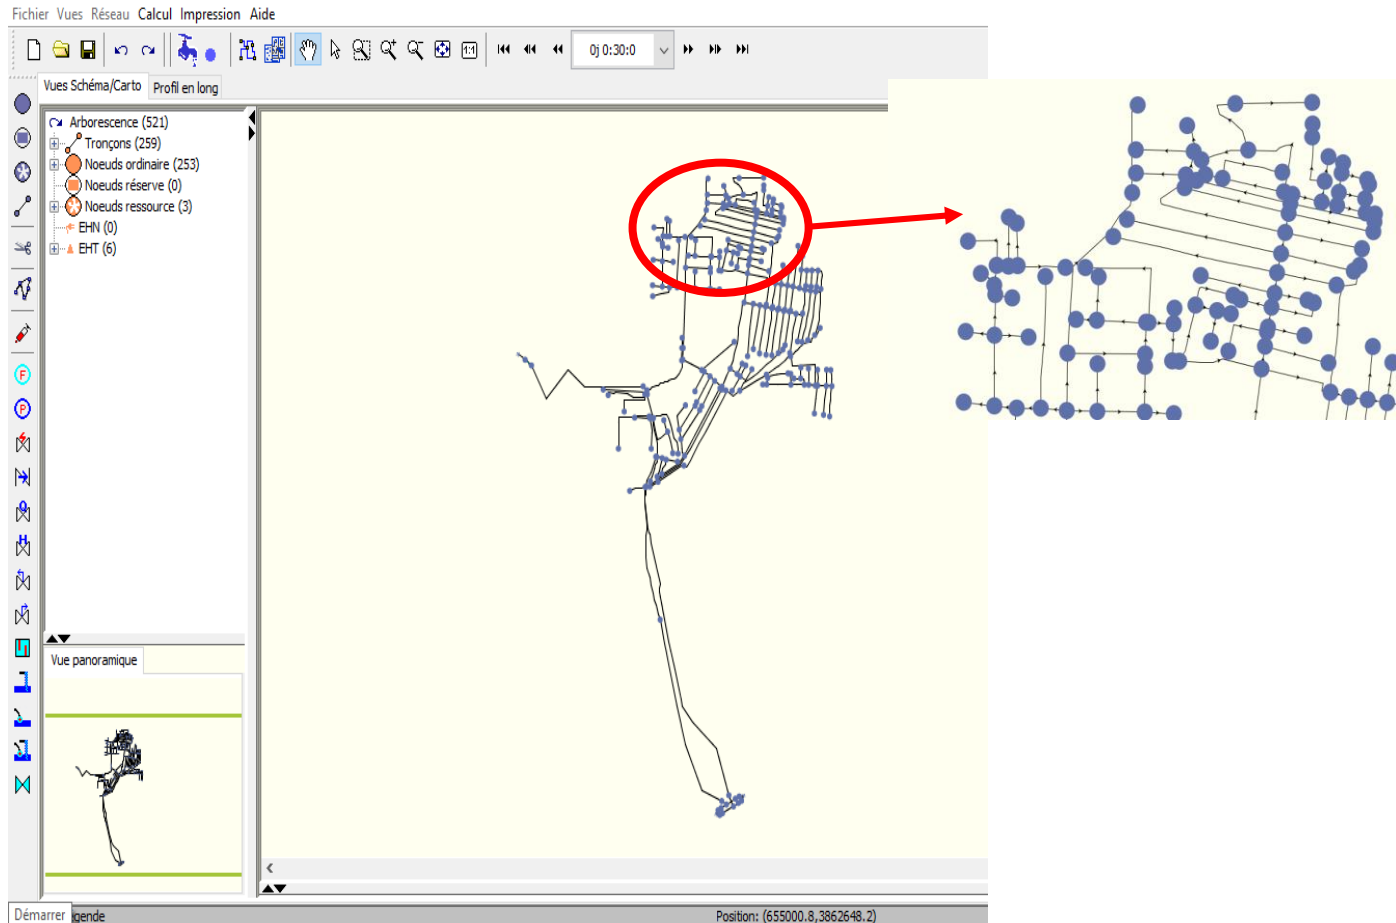 Fichier Vues Réseau Calcul Impression Aide
1:1
0j 0:30:0
Vues Schéma/Carto Profil en long
Arborescence (521)
Tronçons (259)
Noeuds ordinaire (253)
Noeuds réserve (0)
Noeuds ressource (3)
EHN (0)
EHT (6)
F
P
Q
H
Vue panoramique
Démarrer
Position: (655000.8,3862648.2)